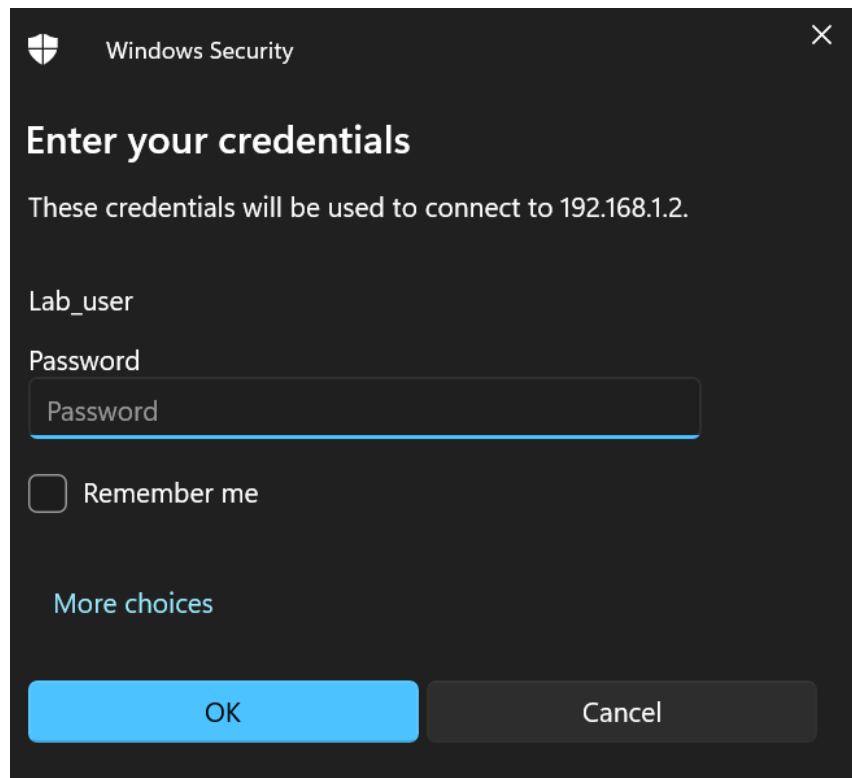 Windows Security
Enter your credentials
These credentials will be used to connect to 192.168.1.2.
Lab_user
Password
Password
Remember me
More choices
OK Cancel